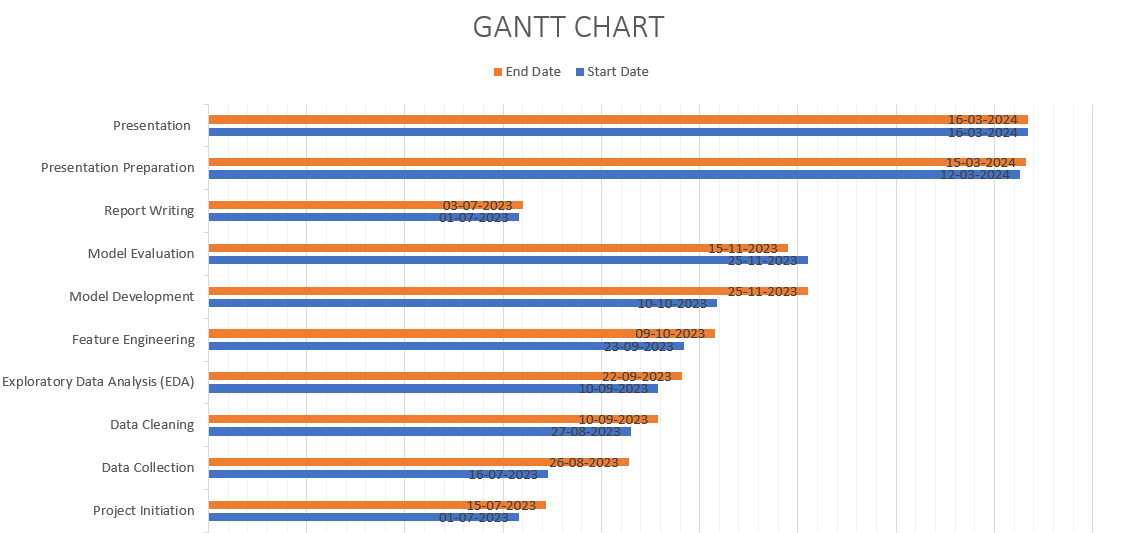 GANTT CHART
End Date
Start Date
Presentation
16-03-2024
16-03-2024
Presentation Preparation
15-03-2024
12-03-2024
Report Writing
03-07-2023
01-07-2023
Model Evaluation
15-11-2023
25-11-2023
Model Development
25-11-2023
10-10-2023
Feature Engineering
09-10-2023
23-09-2023
Exploratory Data Analysis (EDA)
22-09-2023
10-09-2023
Data Cleaning
10-09-2023
27-08-2023
Data Collection
26-08-2023
16-07-2023
Project Initiation
15-07-2023
01-07-2023